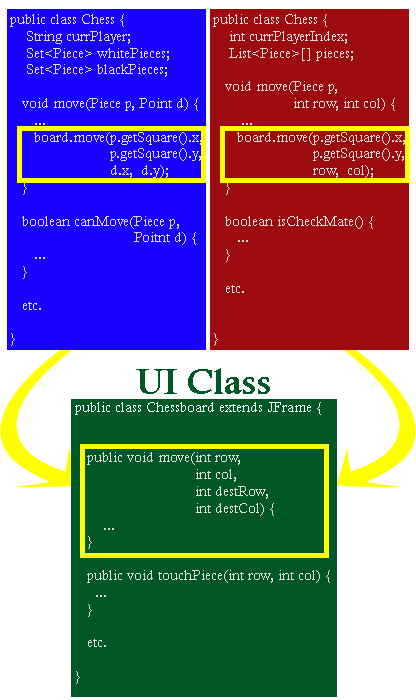 public class Chess {
String currPlayer;
Set<Piece> whitePieces;
Set<Piece> blackPieces;
void move(Piece p, Point d) {
...
board.move(p.getSquare().x,
p.getSquare().y,
d.x, d.y);
}
boolean canMove(Piece p,
Poitnt d) {
...
}
etc.
}
public class Chess {
int currPlayerIndex;
List<Piece>[] pieces;
void move(Piece p,
int row, int col) {
...
board.move(p.getSquare().x,
p.getSquare().y,
row, col);
}
boolean isCheckMate() {
...
}
etc.
}
UI Class
public class Chessboard extends JFrame {
public void move(int row,
int col,
int destRow,
int destCol) {
...
}
public void touchPiece(int row, int col) {
...
}
etc.
}